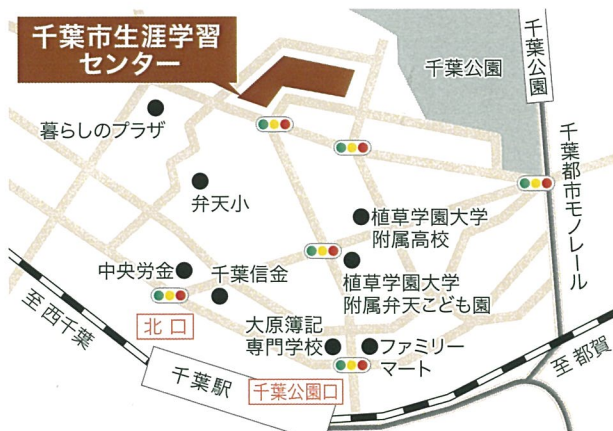 千葉市生涯学習
センター
千葉公園
千葉公園
暮らしのプラザ
千葉都市モノレール
弁天小
植草学園大学
附属高校
中央労金
千葉信金
植草学園大学
附属弁天こども園
至西千葉
北口
大原簿記
専門学校
ファミリー
マート
至都賀
千葉駅
千葉公園口